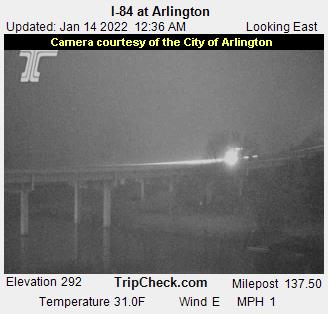 I-84 at Arlington
Updated: Jan 14 2022 12:36 AM Looking East
Camera courtesy of the City of Arlington
Elevation 292 TripCheck.com Milepost 137.50
Temperature 31.0F Wind E MPH 1